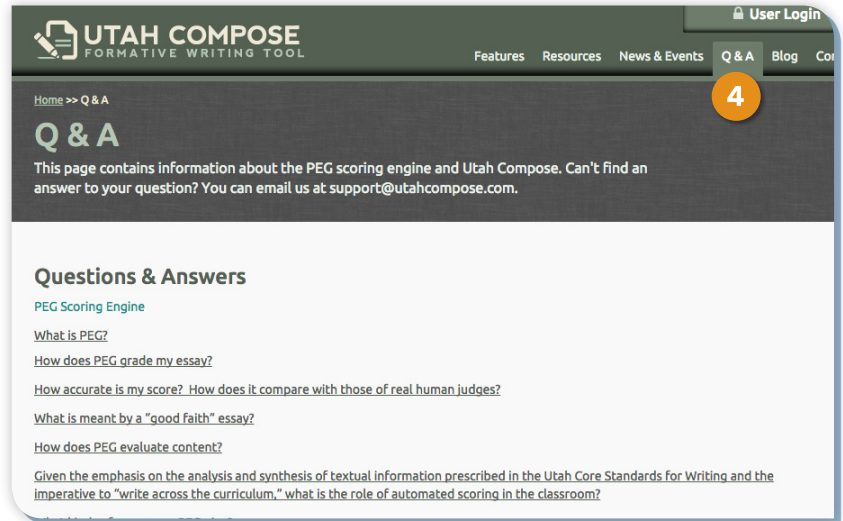 User Login
UTAH COMPOSE
FORMATIVE WRITING TOOL
Features Resources News & Events Q & A Blog
4
Home >> Q & A
Q & A
This page contains information about the PEG scoring engine and Utah Compose. Can't find an
answer to your question? You can email us at support@utahcompose.com.
Questions & Answers
PEG Scoring Engine
What is PEG?
How does PEG grade my essay?
How accurate is my score? How does it compare with those of real human judges?
What is meant by a “good faith” essay?
How does PEG evaluate content?
Given the emphasis on the analysis and synthesis of textual information prescribed in the Utah Core Standards for Writing and the
imperative to “write across the curriculum,” what is the role of automated scoring in the classroom?